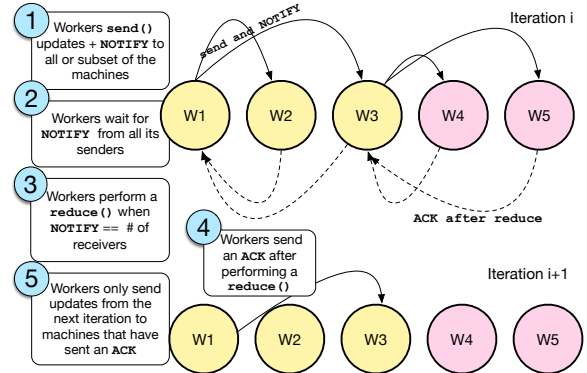 1
Workers send()
updates + NOTIFY to
all or subset of the
machines
send and NOTIFY
Iteration i
2
Workers wait for
NOTIFY from all its
senders
W1 W2 W3 W4 W5
3
Workers perform a
reduce() when
NOTIFY == # of
receivers
ACK after reduce
4
Workers send
an ACK after
performing a
reduce()
5
Workers only send
updates from the
next iteration to
machines that have
sent an ACK
Iteration i+1
W1 W2 W3 W4 W5